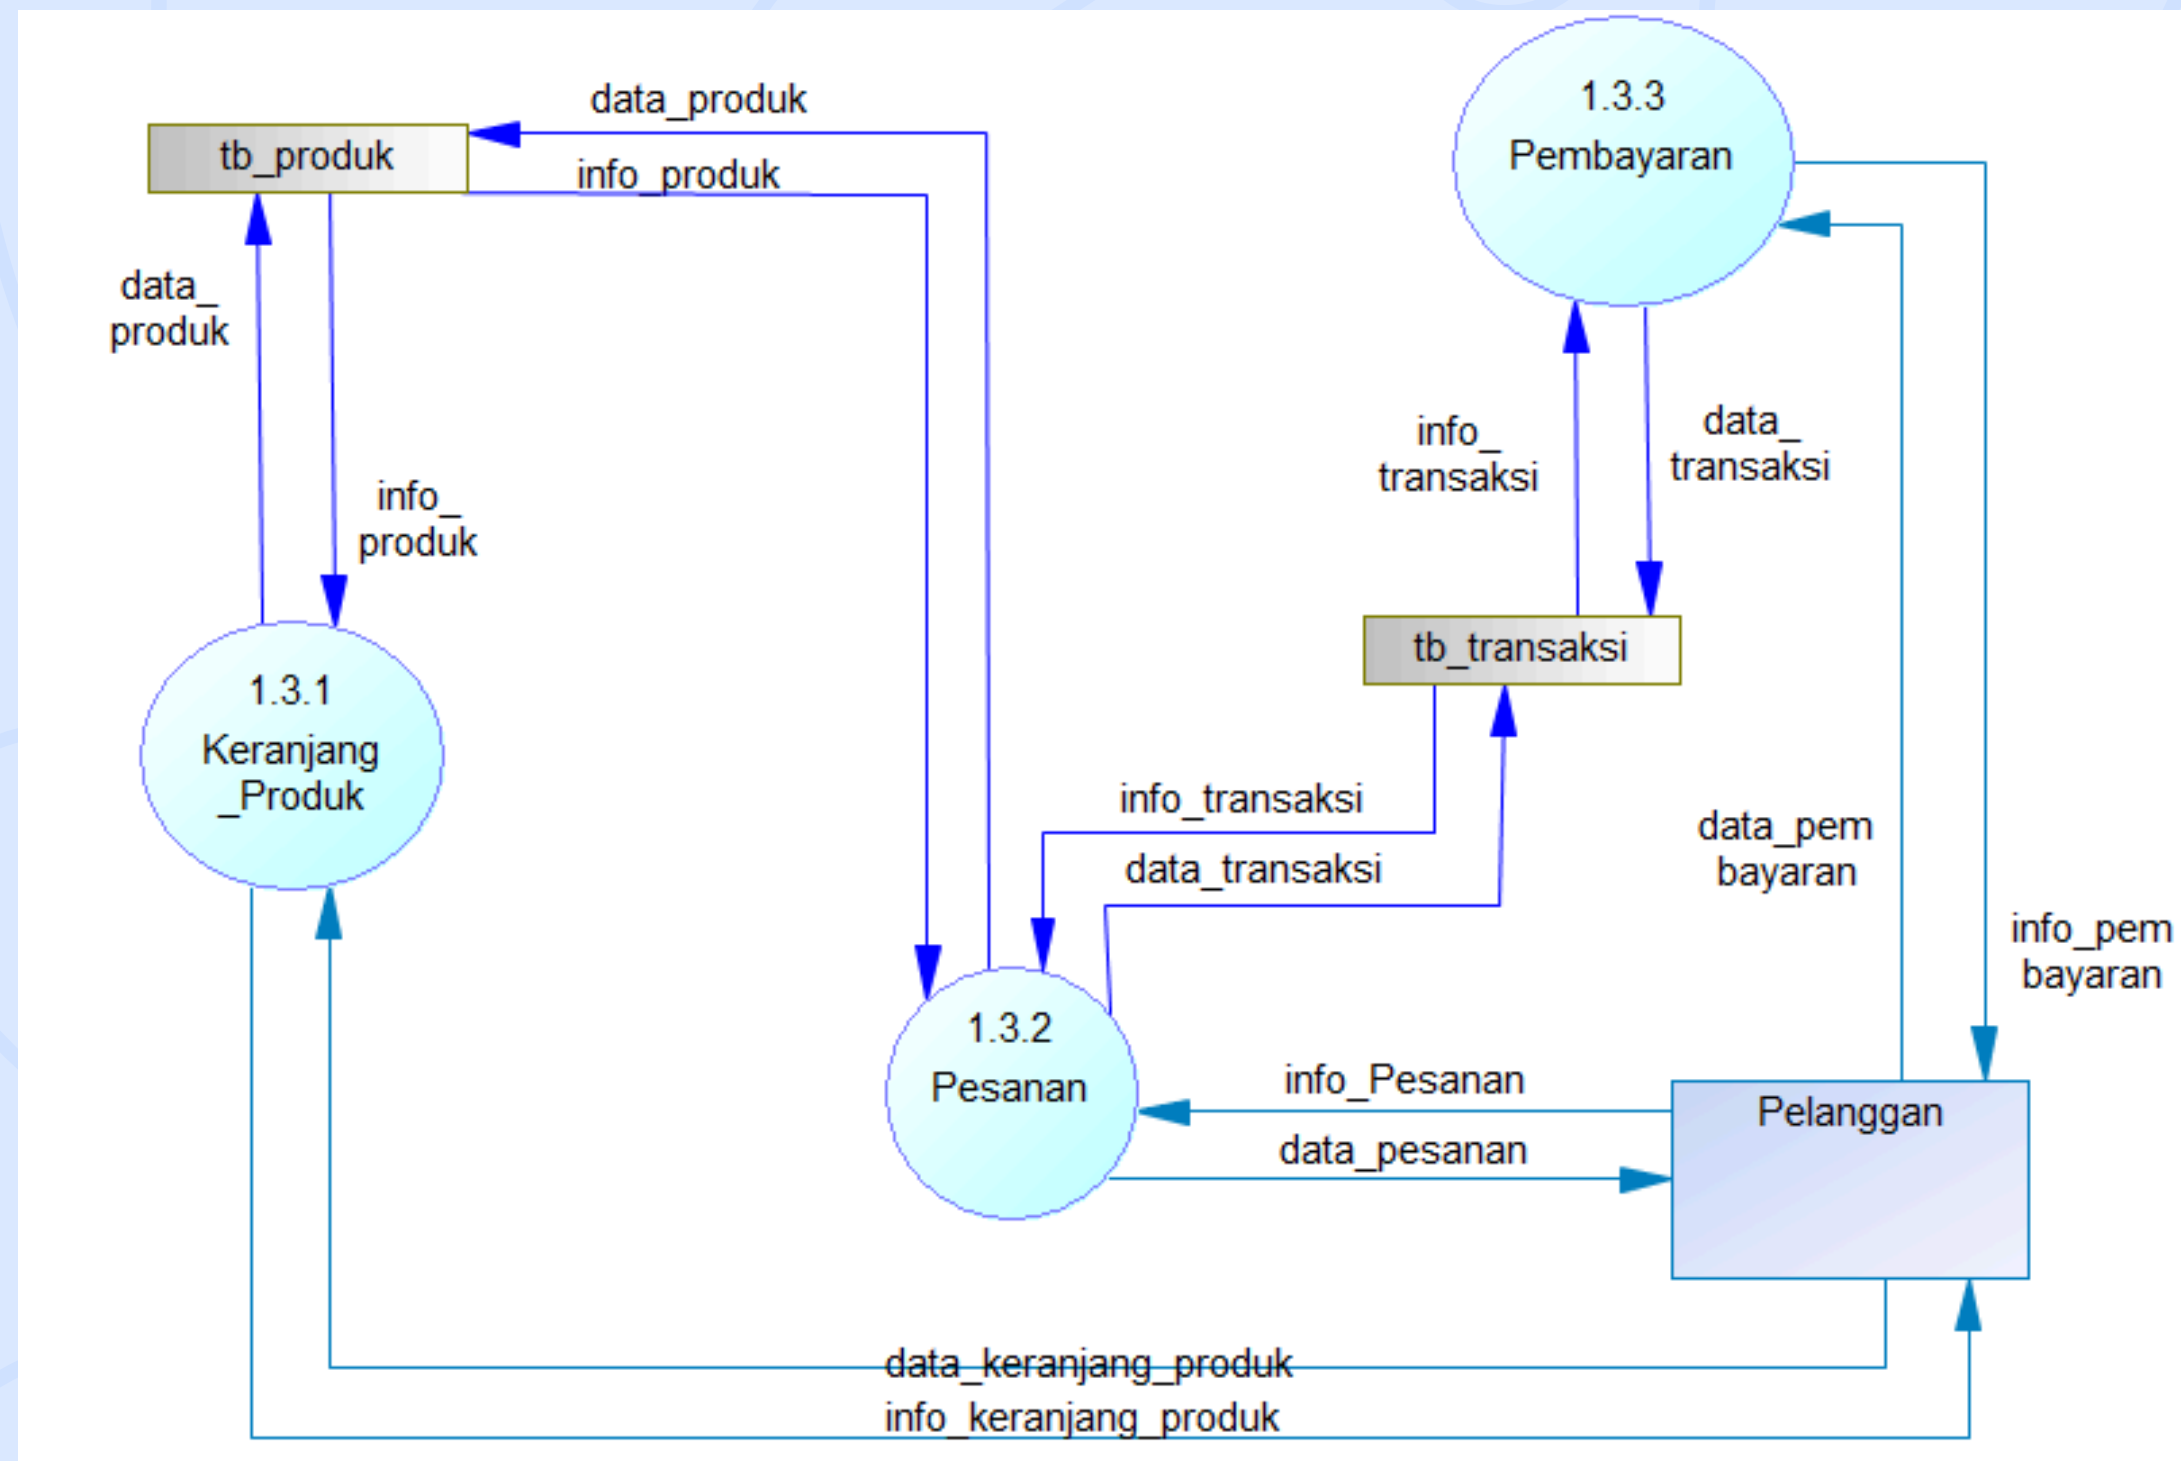 data_produk
1.3.3
Pembayaran
tb_produk
info_produk
data_
produk
info_
produk
info_
transaksi
data_
transaksi
tb_transaksi
1.3.1
Keranjang
_Produk
info_transaksi
data_transaksi
data_pem
bayaran
info_pem
bayaran
1.3.2
Pesanan
info_Pesanan
data_pesanan
Pelanggan
data_keranjang_produk
info_keranjang_produk